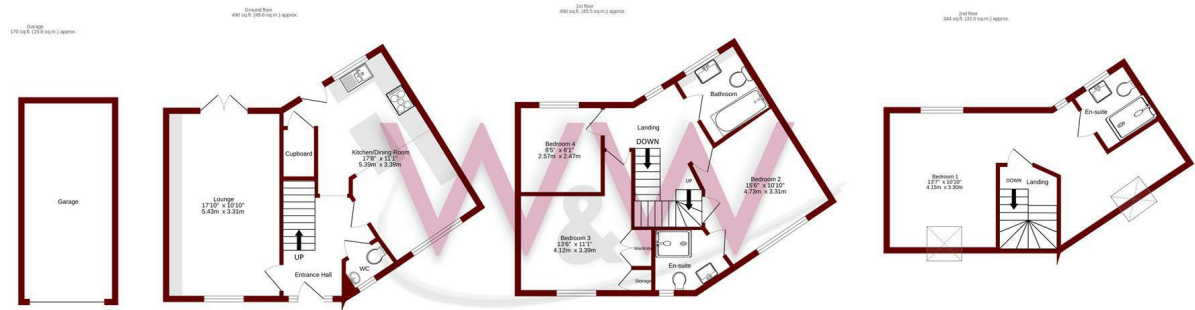 Garage
170 sq.ft. (15.8 sq.m.) approx.
Garage
Ground floor
490 sq.ft. (45.6 sq.m.) approx.
Cupboard
Kitchen/Dining Room
17'8" x 11'1"
5.39m x 3.39m
Lounge
17'10" x 10'10"
5.43m x 3.31m
UP
Entrance Hall
WC
1st floor
490 sq.ft. (45.5 sq.m.) approx.
Bathroom
Landing
DOWN
Bedroom 4
8'5" x 8'1"
2.57m x 2.47m
UP
Bedroom 2
15'6" x 10'10"
4.73m x 3.31m
Bedroom 3
13'6" x 11'1"
4.12m x 3.39m
Wardrobe
En-suite
Storage
2nd floor
344 sq.ft. (32.0 sq.m.) approx.
En-suite
Bedroom 1
13'7" x 10'10"
4.15m x 3.30m
DOWN
Landing
W&W